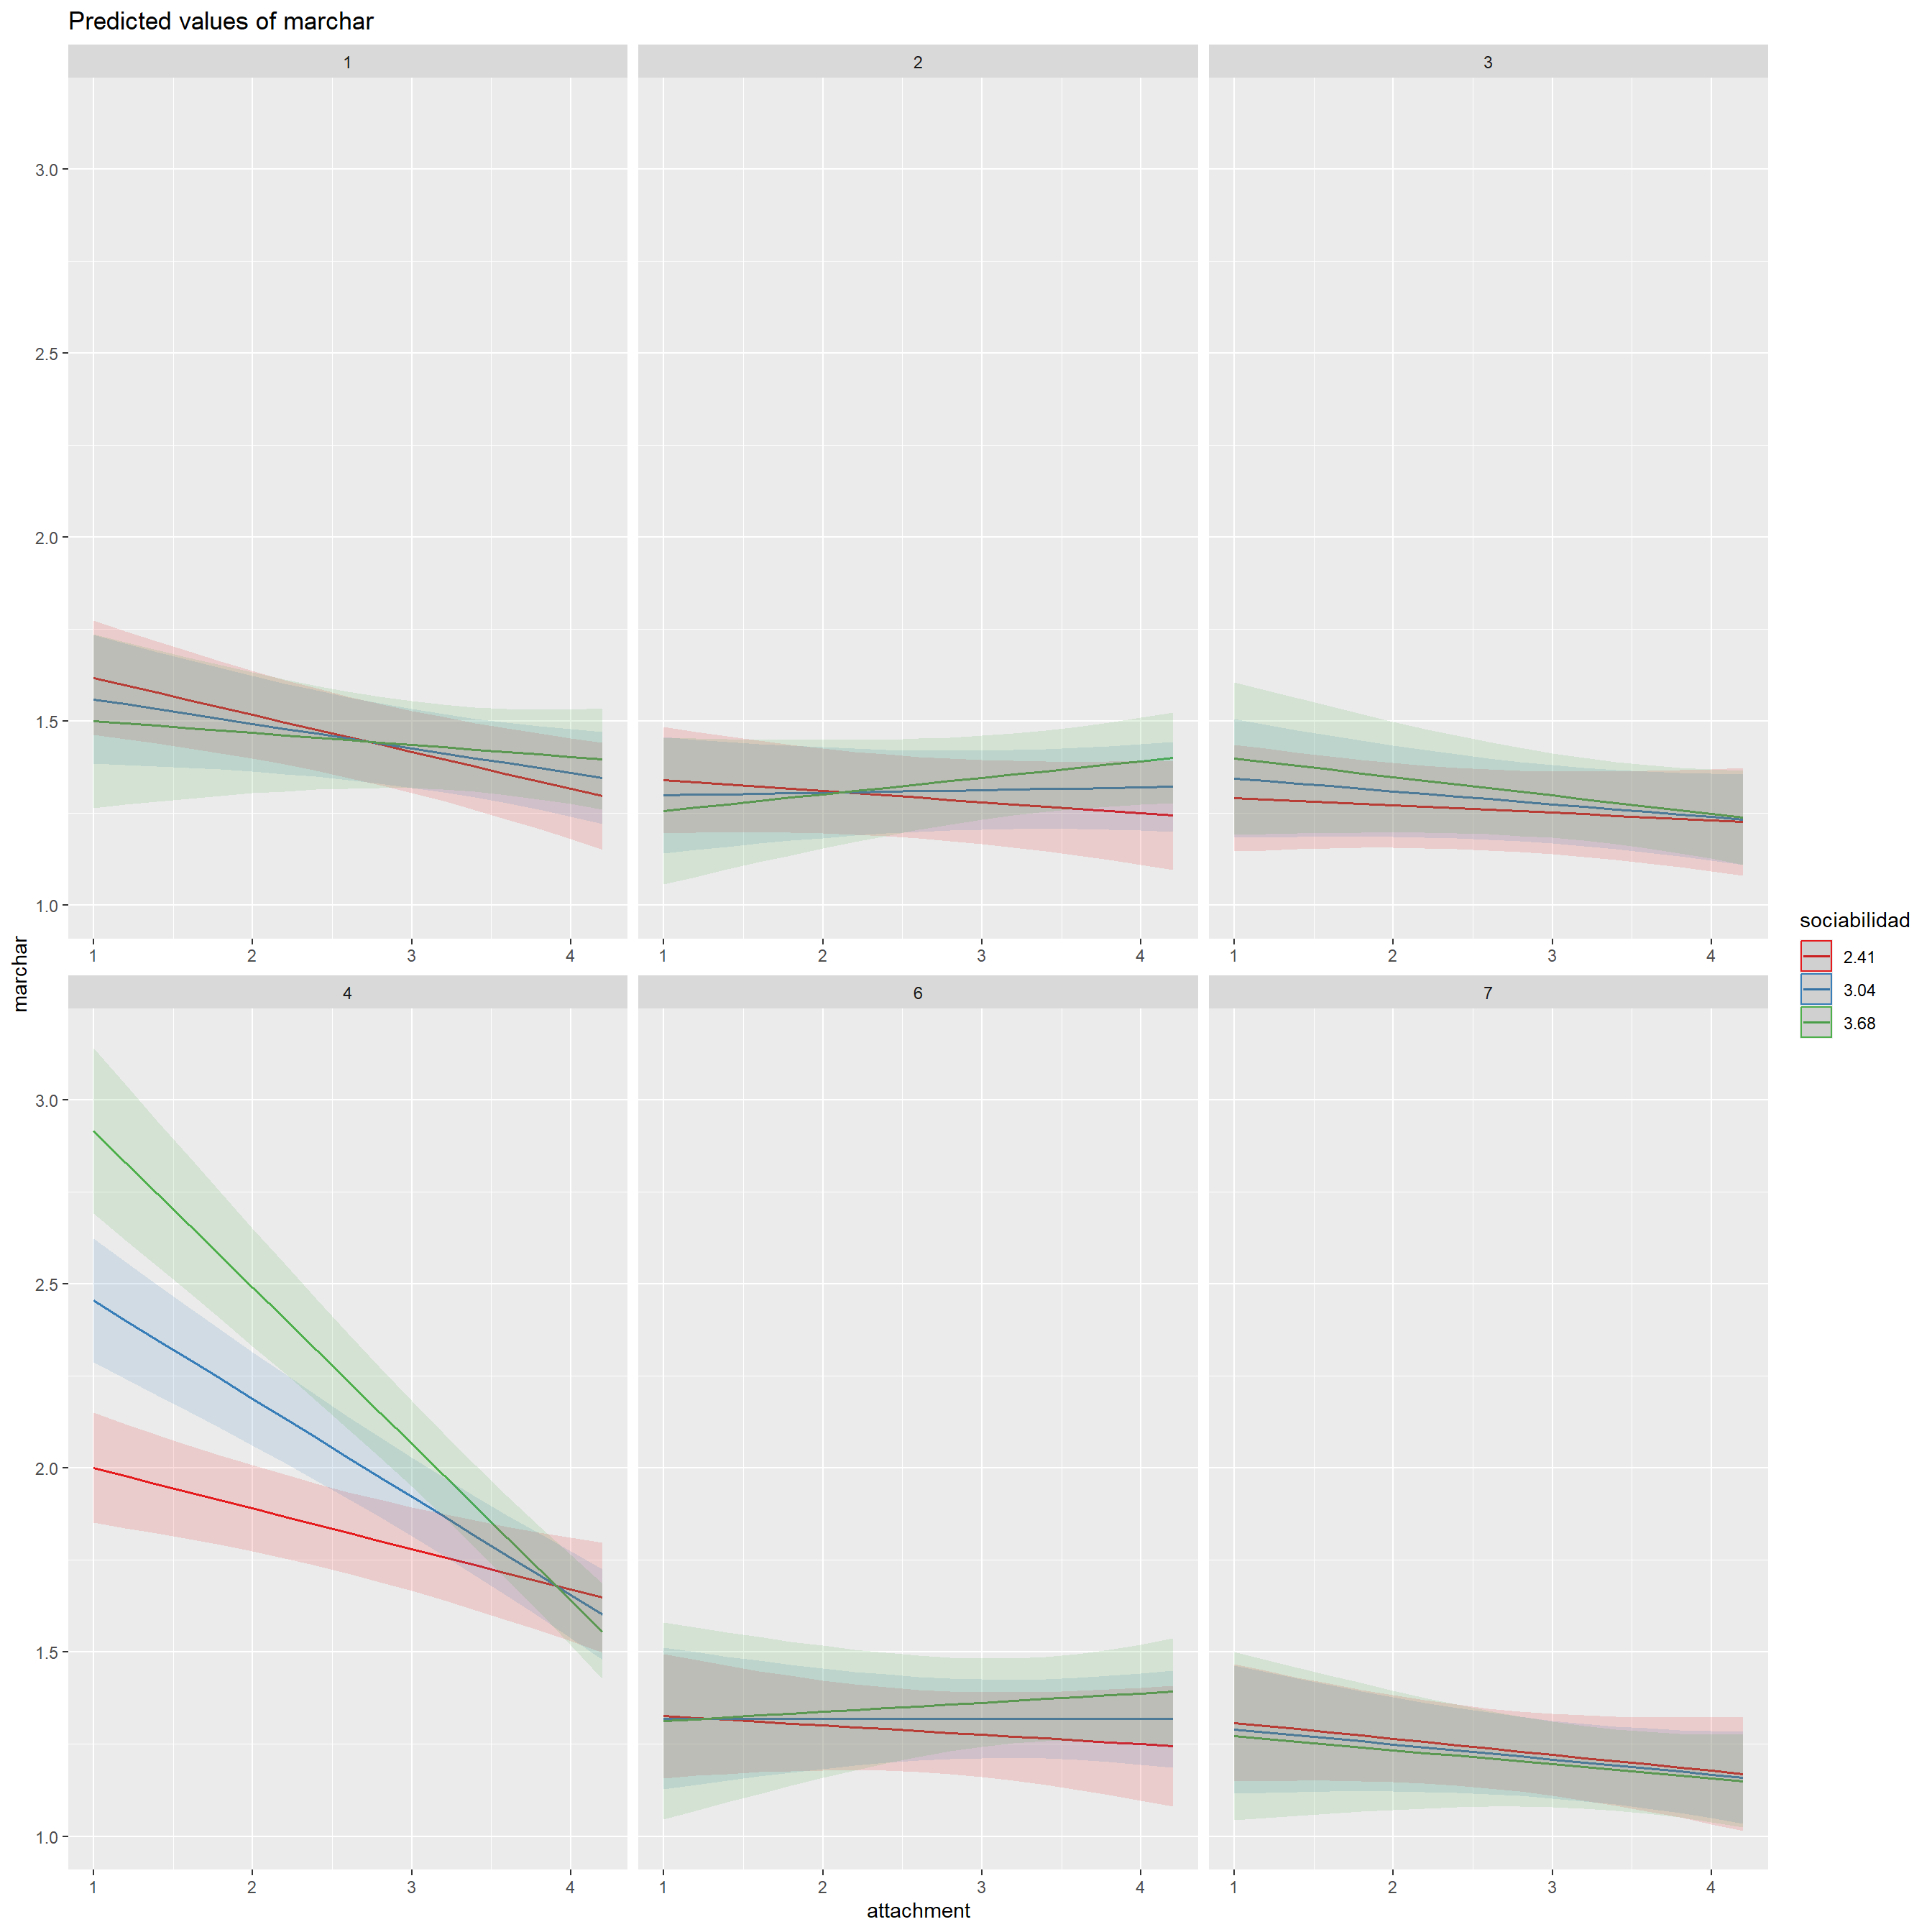 Predicted values of marchar
1 2 3
3.0
2.5
2.0
1.5
1.0
1 2 3 4 1 2 3 4 1 2 3 4
4 6 7
3.0
2.5
2.0
1.5
1.0
1 2 3 4 1 2 3 4 1 2 3 4
attachment
marchar
sociabilidad
2.41
3.04
3.68